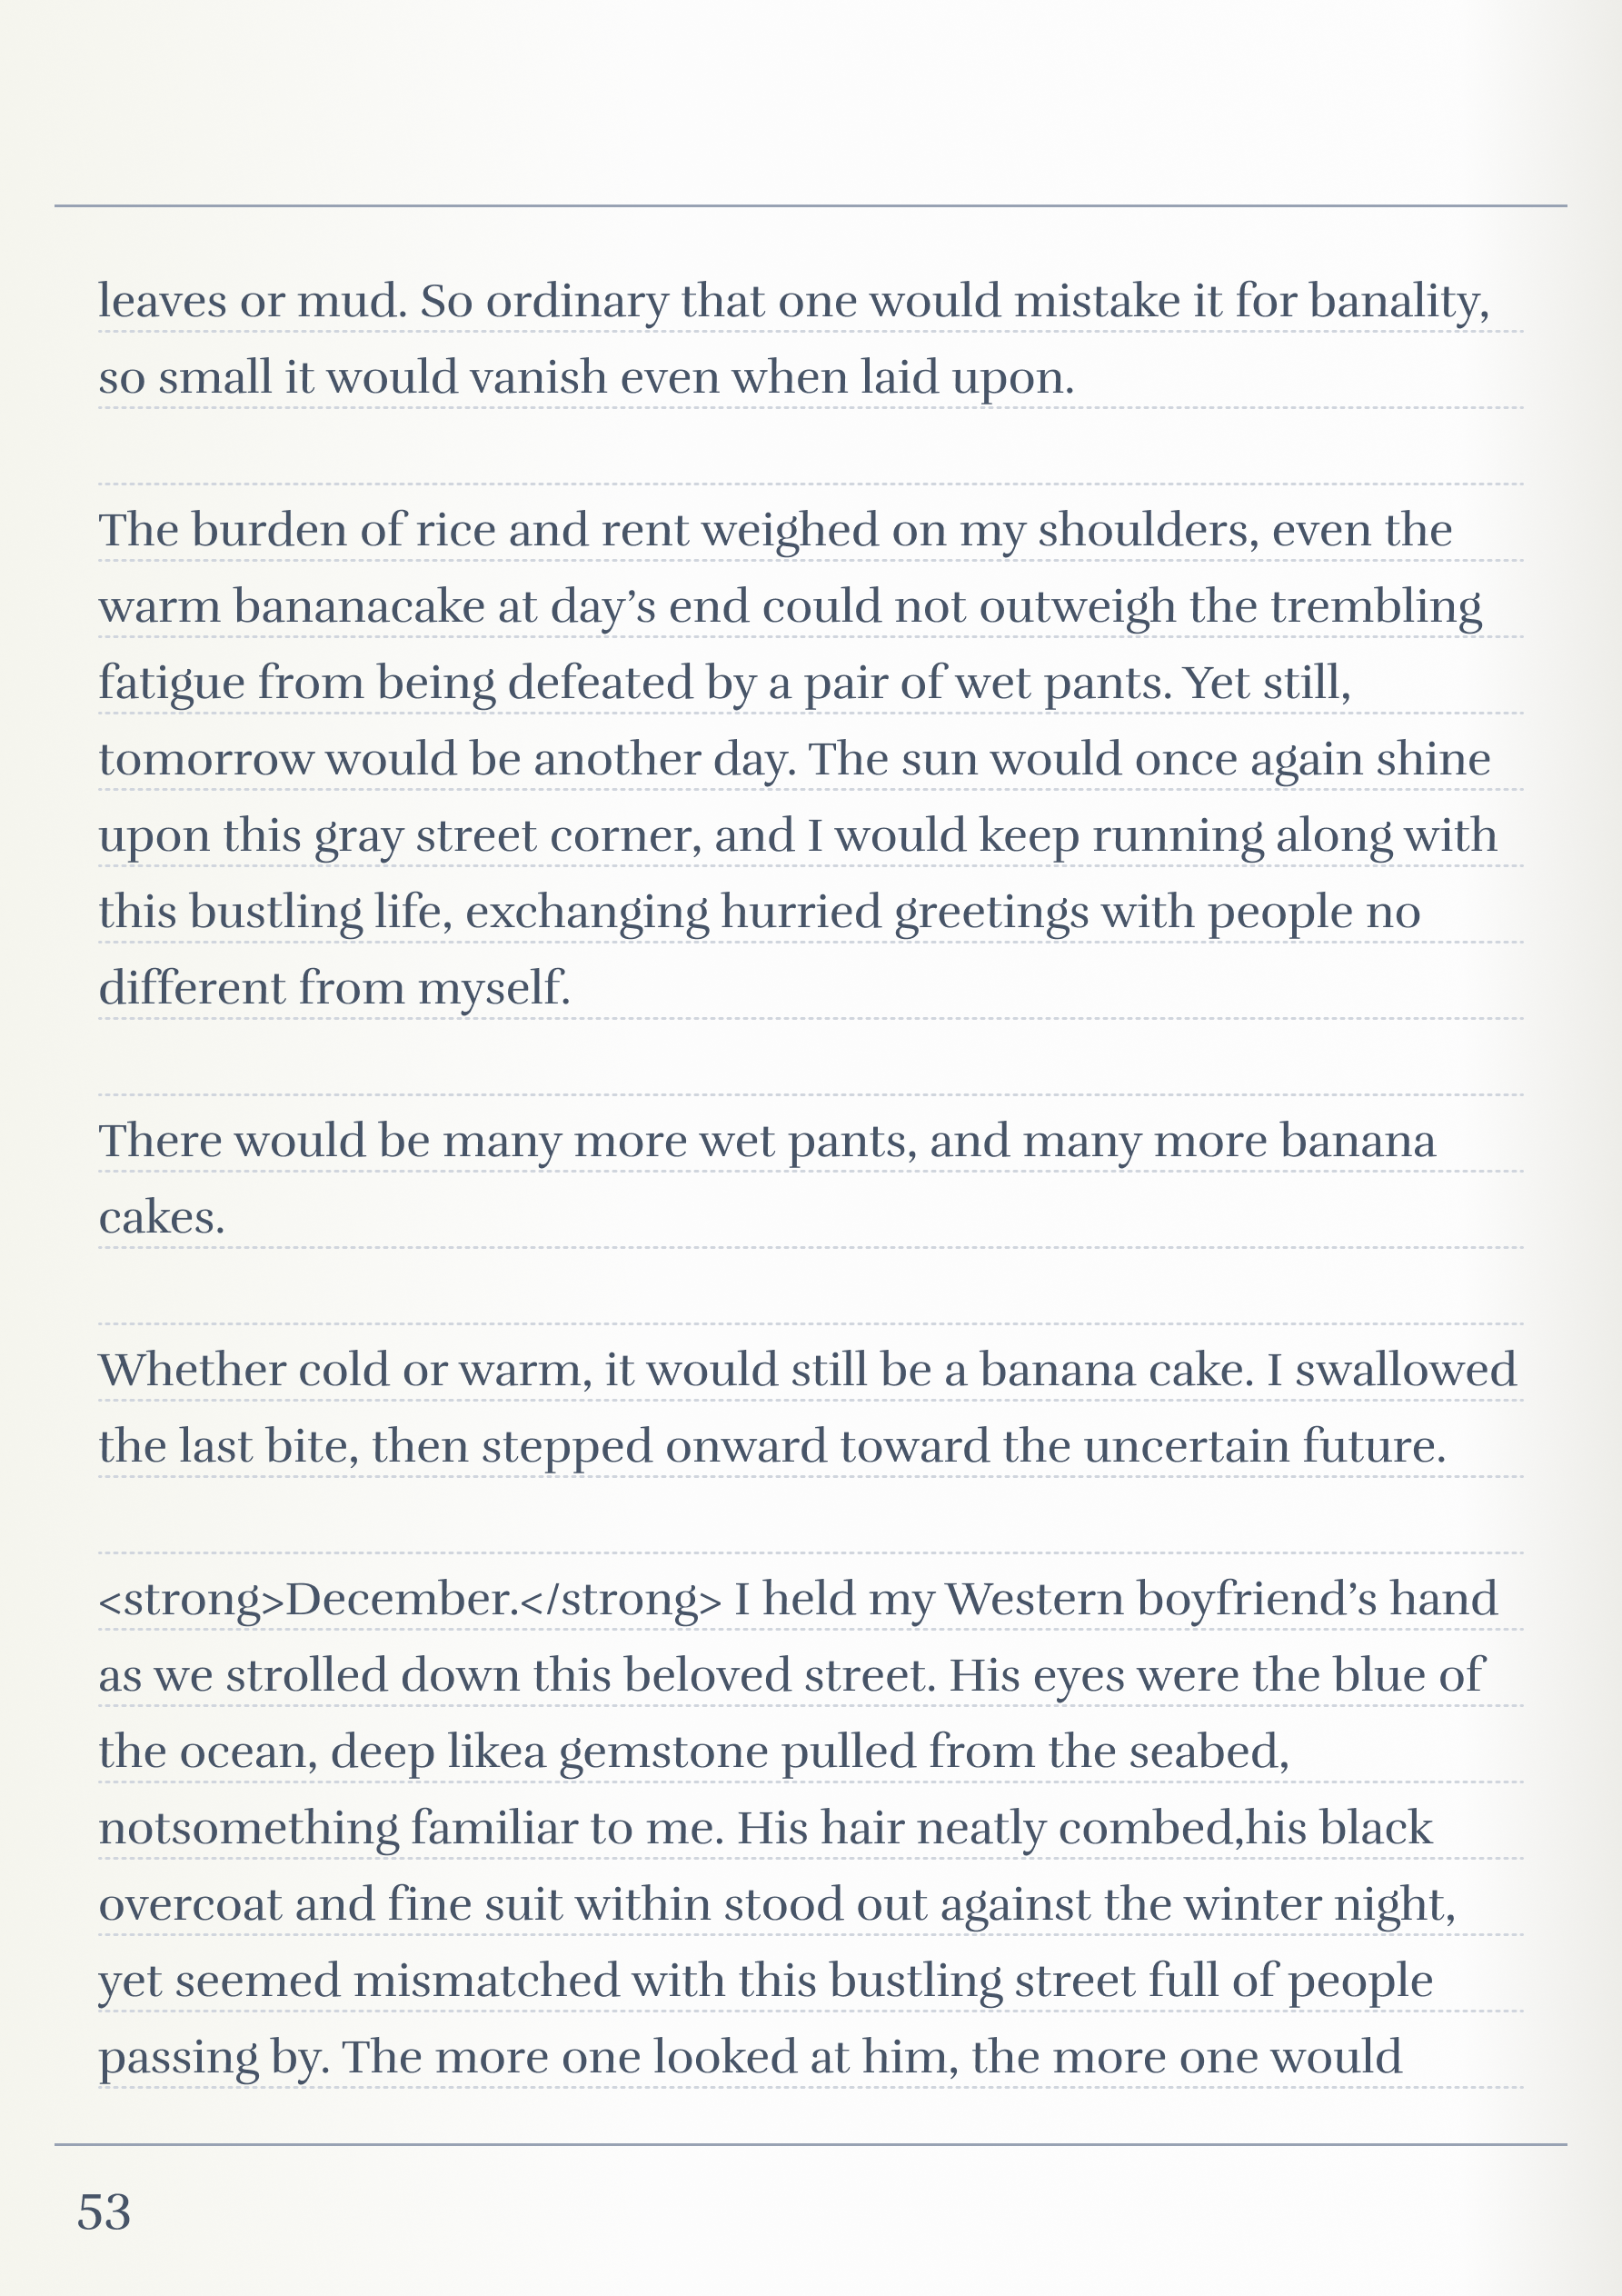 leaves or mud. So ordinary that one would mistake it for banality,
so small it would vanish even when laid upon.
The burden of rice and rent weighed on my shoulders, even the
warm bananacake at day’s end could not outweigh the trembling
fatigue from being defeated by a pair of wet pants. Yet still,
tomorrow would be another day. The sun would once again shine
upon this gray street corner, and I would keep running along with
this bustling life, exchanging hurried greetings with people no
different from myself.
There would be many more wet pants, and many more banana
cakes.
Whether cold or warm, it would still be a banana cake. I swallowed
the last bite, then stepped onward toward the uncertain future.
<strong>December.</strong> I held my Western boyfriend’s hand
as we strolled down this beloved street. His eyes were the blue of
the ocean, deep likea gemstone pulled from the seabed,
notsomething familiar to me. His hair neatly combed,his black
overcoat and fine suit within stood out against the winter night,
yet seemed mismatched with this bustling street full of people
passing by. The more one looked at him, the more one would
53